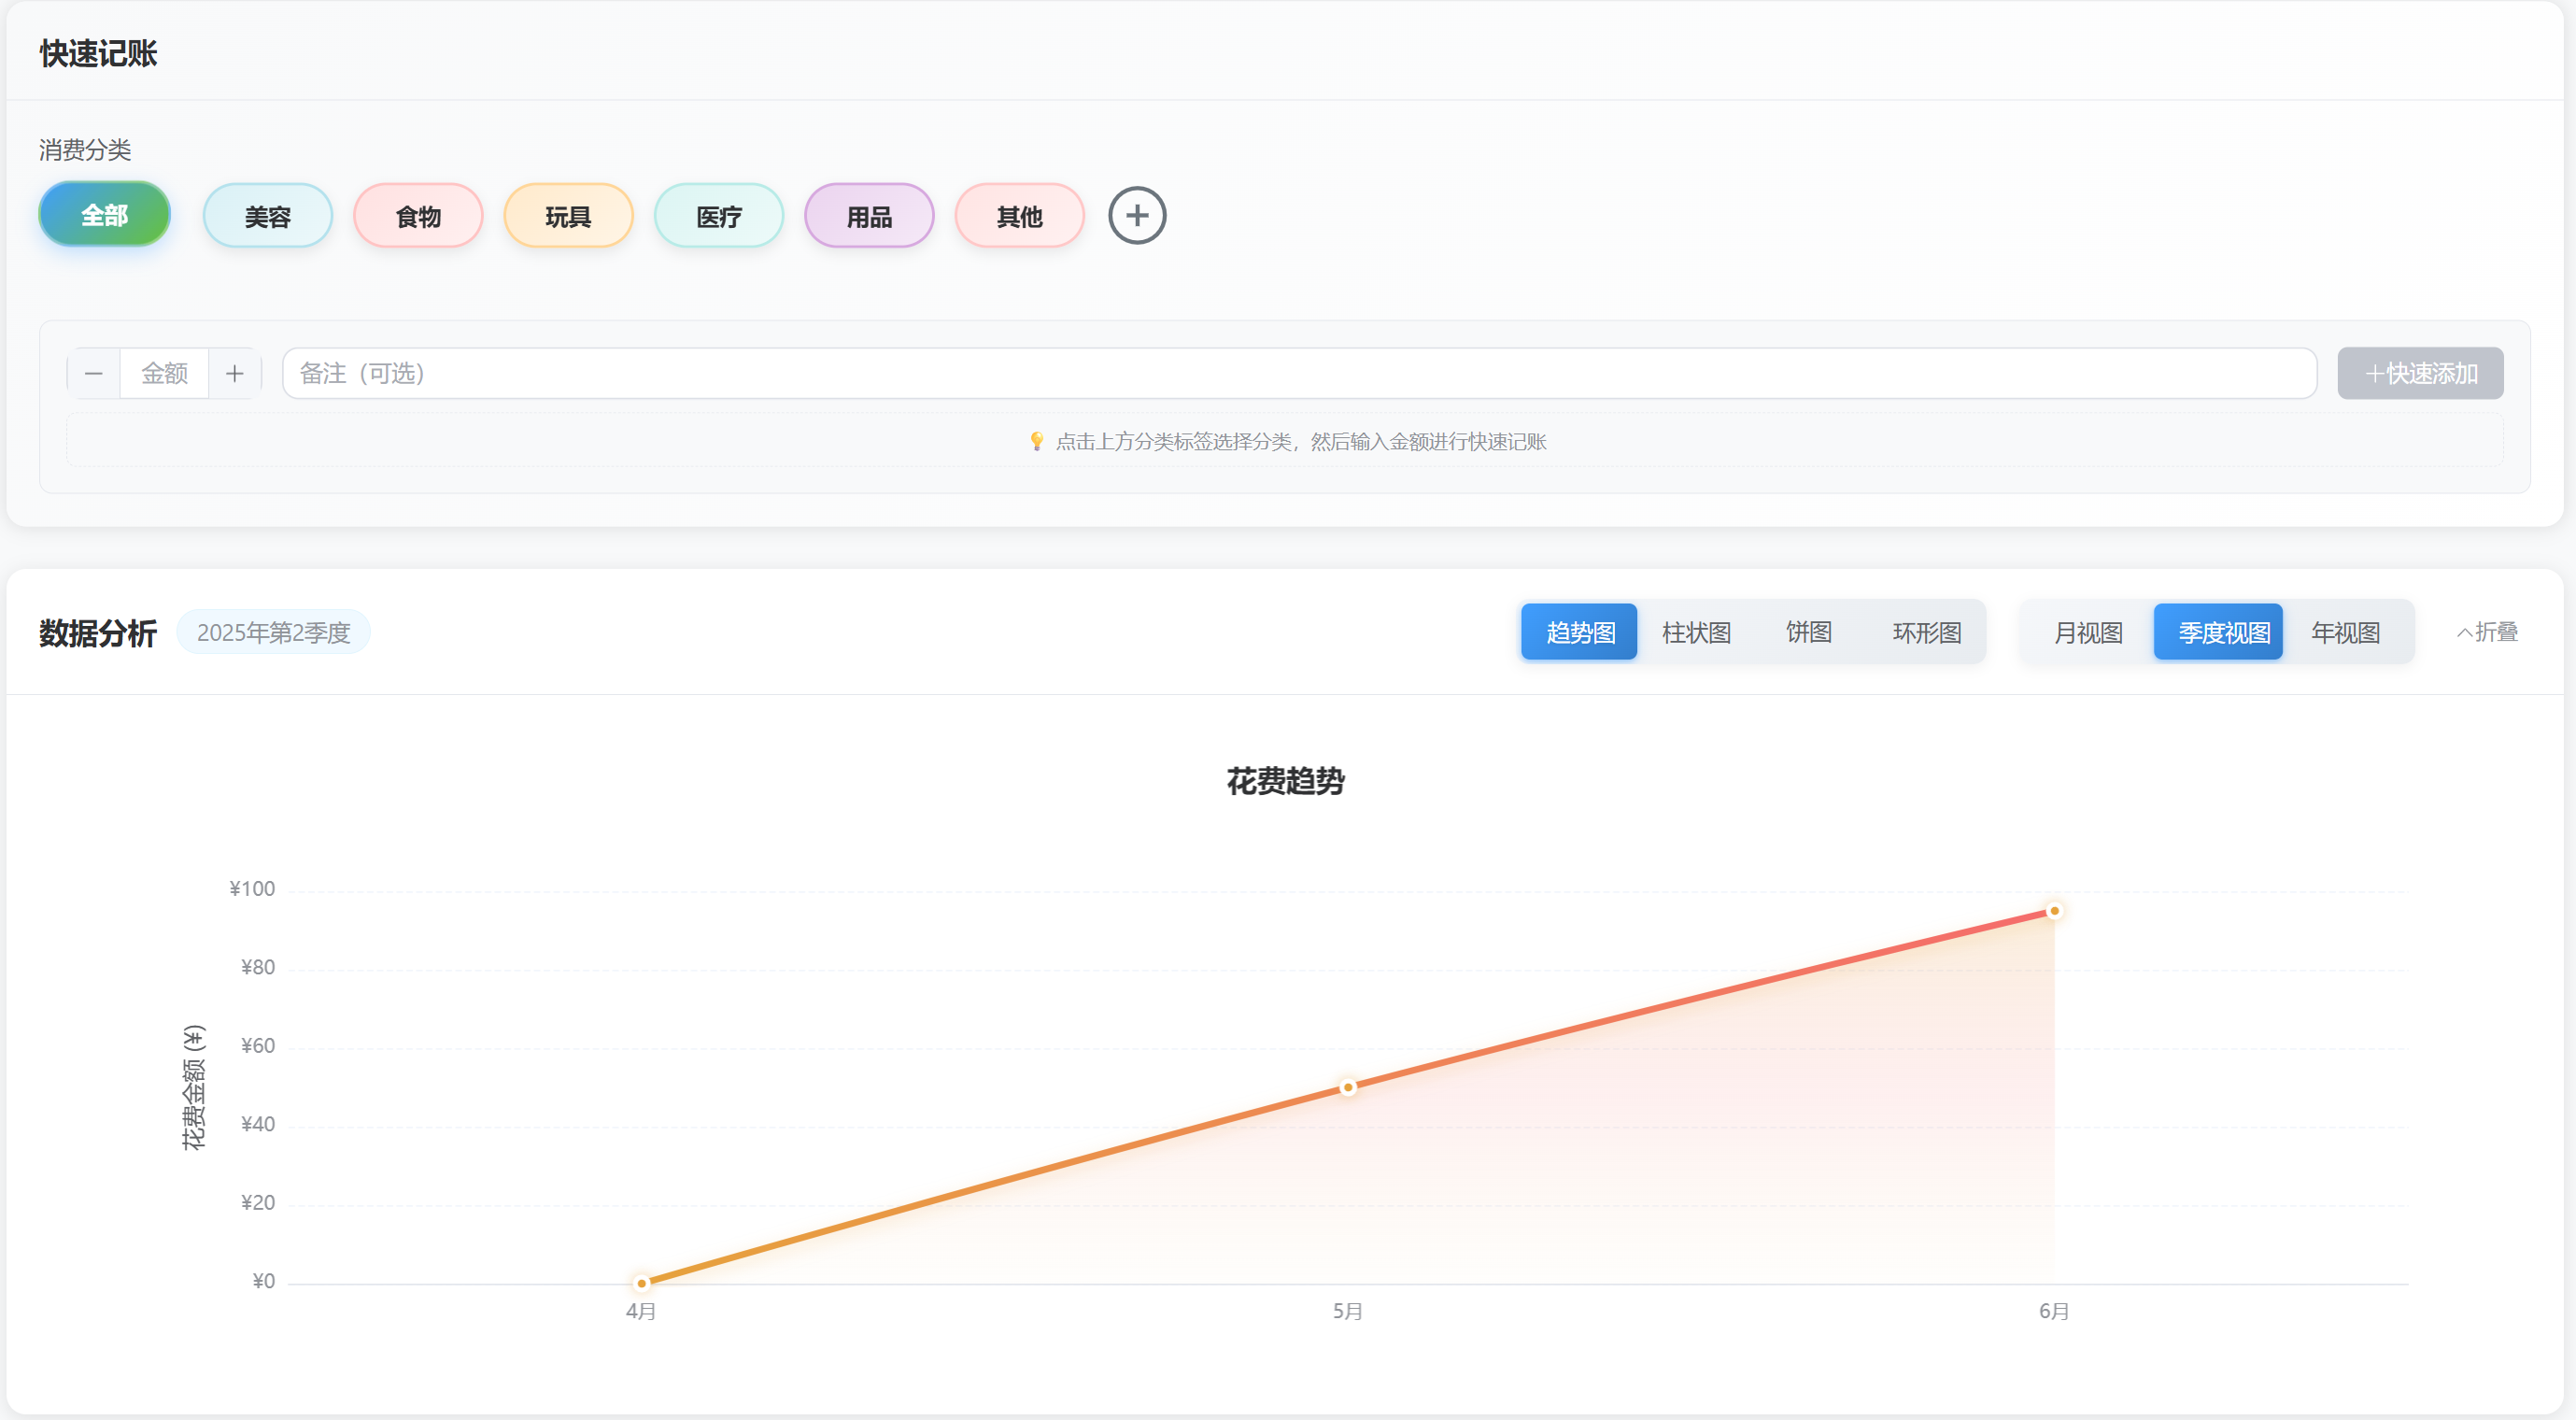 快速记账
消费分类
全部 美容 食物 玩具 医疗 用品 其他
金额 备注（可选） 快速添加
点击上方分类标签选择分类，然后输入金额进行快速记账
数据分析 2025年第2季度 趋势图 柱状图 饼图 环形图 月视图 季度视图 年视图 折叠
花费趋势
花费金额 (¥)
¥100
¥80
¥60
¥40
¥20
¥0
4月 5月 6月